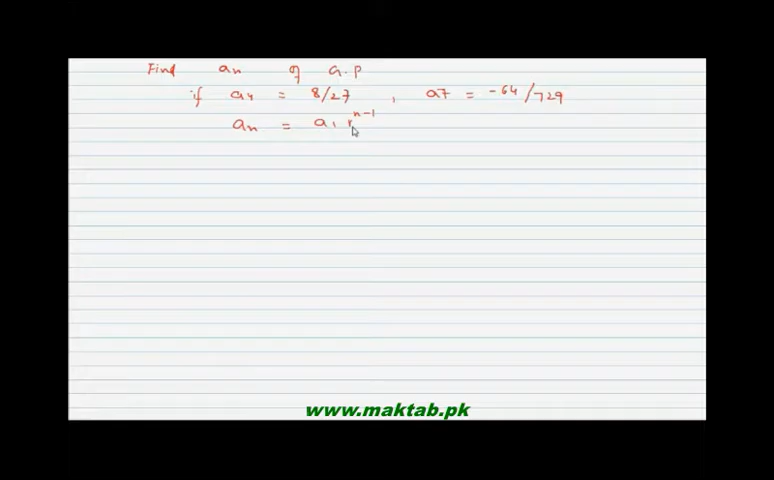 Find an of G.P
if a4 = 8/27 , a7 = -64/729
an = a1 r^n-1
www.maktab.pk